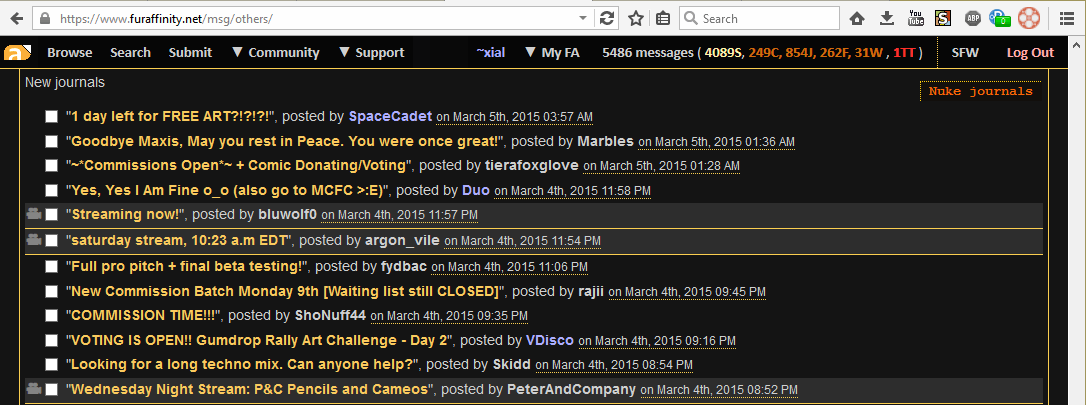 https://www.furaffinity.net/msg/others/ Search You Tube S ABP 0
a Browse Search Submit ▼ Community ▼ Support ~xial ▼ My FA 5486 messages ( 4089S, 249C, 854J, 262F, 31W , 1TT ) SFW Log Out
New journals
Nuke journals
"1 day left for FREE ART?!?!?!", posted by SpaceCadet on March 5th, 2015 03:57 AM
"Goodbye Maxis, May you rest in Peace. You were once great!", posted by Marbles on March 5th, 2015 01:36 AM
"~*Commissions Open*~ + Comic Donating/Voting", posted by tierafoxglove on March 5th, 2015 01:28 AM
"Yes, Yes I Am Fine o_o (also go to MCFC >:E)", posted by Duo on March 4th, 2015 11:58 PM
"Streaming now!", posted by bluwolf0 on March 4th, 2015 11:57 PM
"saturday stream, 10:23 a.m EDT", posted by argon_vile on March 4th, 2015 11:54 PM
"Full pro pitch + final beta testing!", posted by fydbac on March 4th, 2015 11:06 PM
"New Commission Batch Monday 9th [Waiting list still CLOSED]", posted by rajii on March 4th, 2015 09:45 PM
"COMMISSION TIME!!!", posted by ShoNuff44 on March 4th, 2015 09:35 PM
"VOTING IS OPEN!! Gumdrop Rally Art Challenge - Day 2", posted by VDisco on March 4th, 2015 09:16 PM
"Looking for a long techno mix. Can anyone help?", posted by Skidd on March 4th, 2015 08:54 PM
"Wednesday Night Stream: P&C Pencils and Cameos", posted by PeterAndCompany on March 4th, 2015 08:52 PM